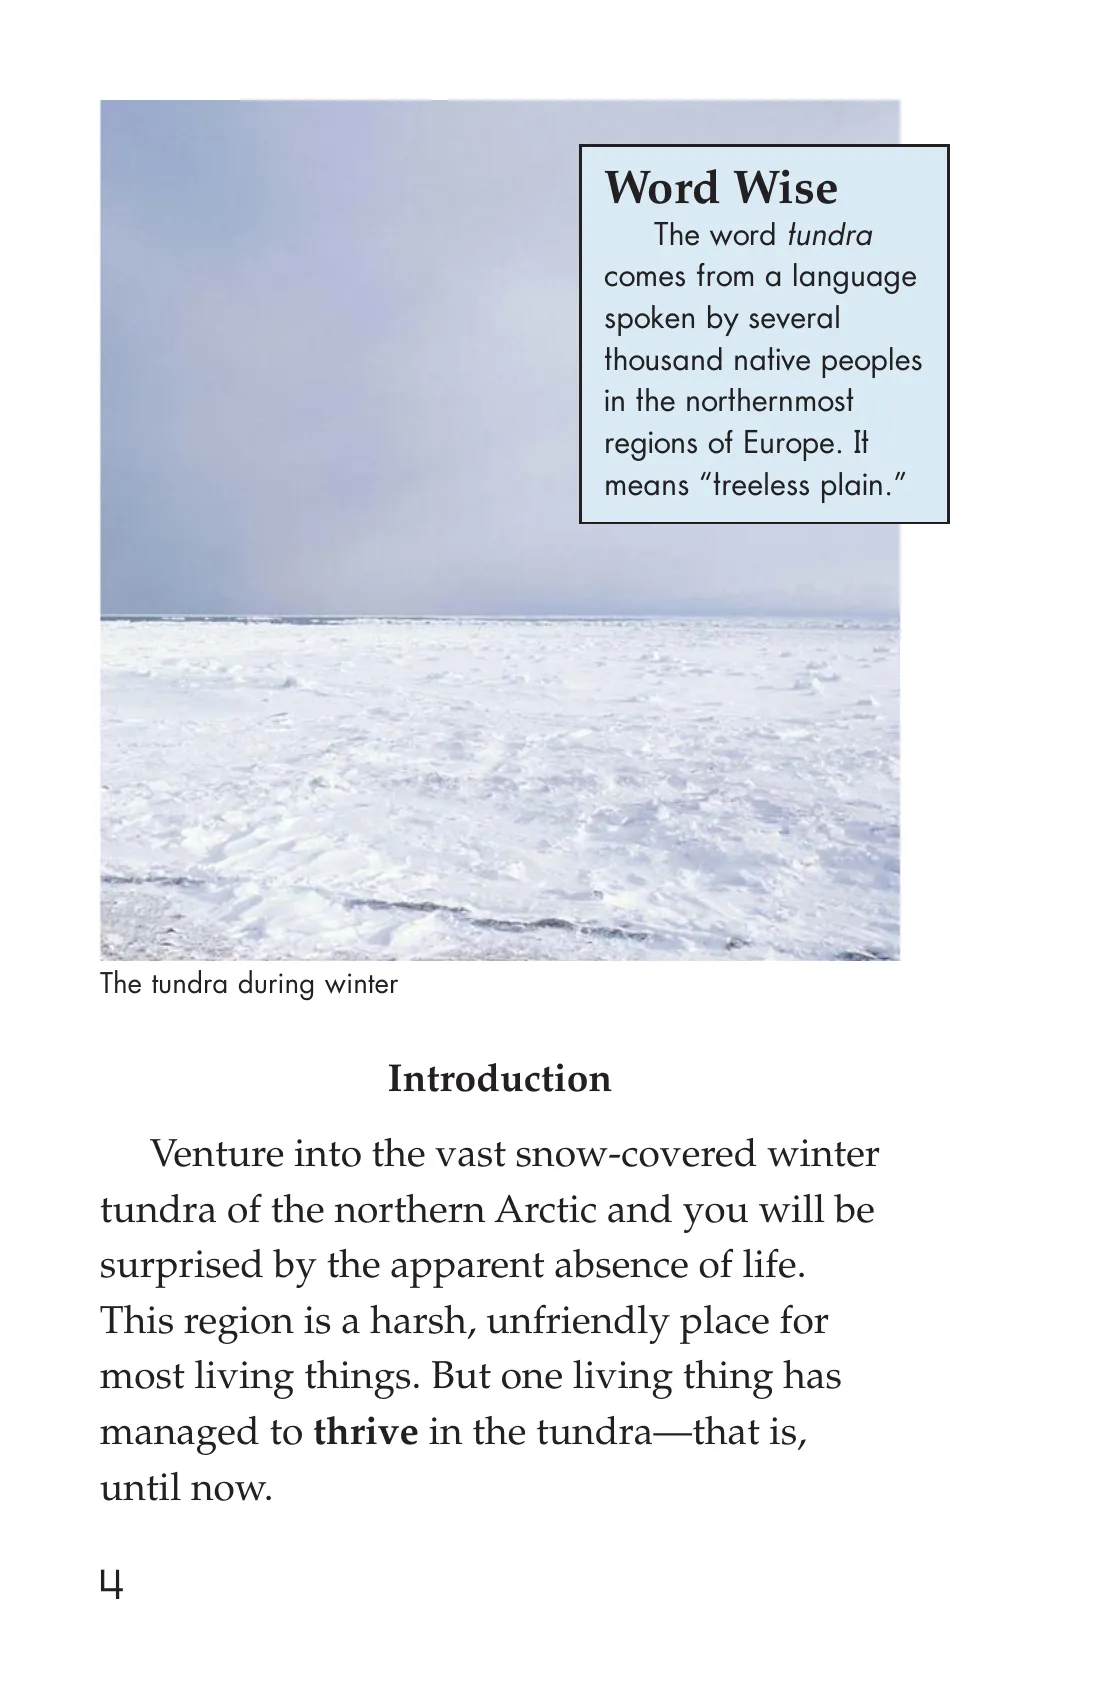 Word Wise
The word tundra
comes from a language
spoken by several
thousand native peoples
in the northernmost
regions of Europe. It
means “treeless plain.”
The tundra during winter
Introduction
Venture into the vast snow-covered winter
tundra of the northern Arctic and you will be
surprised by the apparent absence of life.
This region is a harsh, unfriendly place for
most living things. But one living thing has
managed to thrive in the tundra—that is,
until now.
4